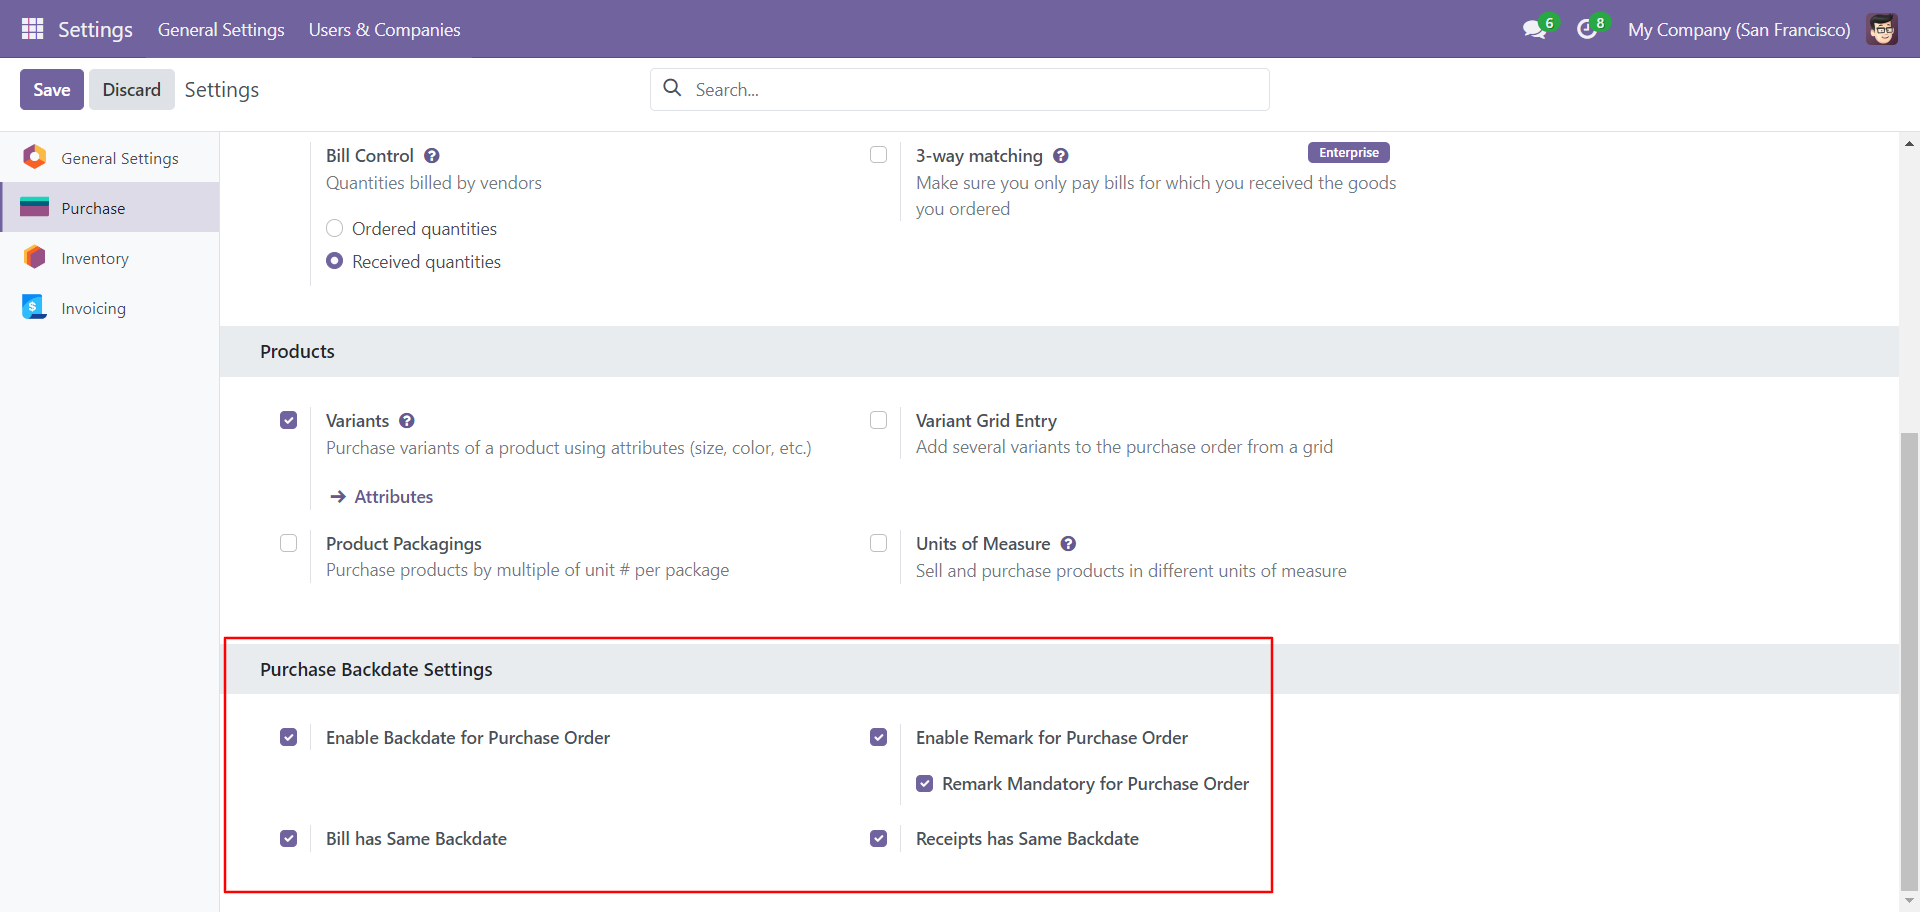 Settings General Settings Users & Companies 6 8 My Company (San Francisco)
Save Discard Settings Search...
General Settings
Purchase
Inventory
Invoicing
$
Bill Control ?
Quantities billed by vendors
Ordered quantities
Received quantities
3-way matching ? Enterprise
Make sure you only pay bills for which you received the goods
you ordered
Products
Variants ?
Purchase variants of a product using attributes (size, color, etc.)
Attributes
Variant Grid Entry
Add several variants to the purchase order from a grid
Product Packagings
Purchase products by multiple of unit # per package
Units of Measure ?
Sell and purchase products in different units of measure
Purchase Backdate Settings
Enable Backdate for Purchase Order
Enable Remark for Purchase Order
Remark Mandatory for Purchase Order
Bill has Same Backdate
Receipts has Same Backdate